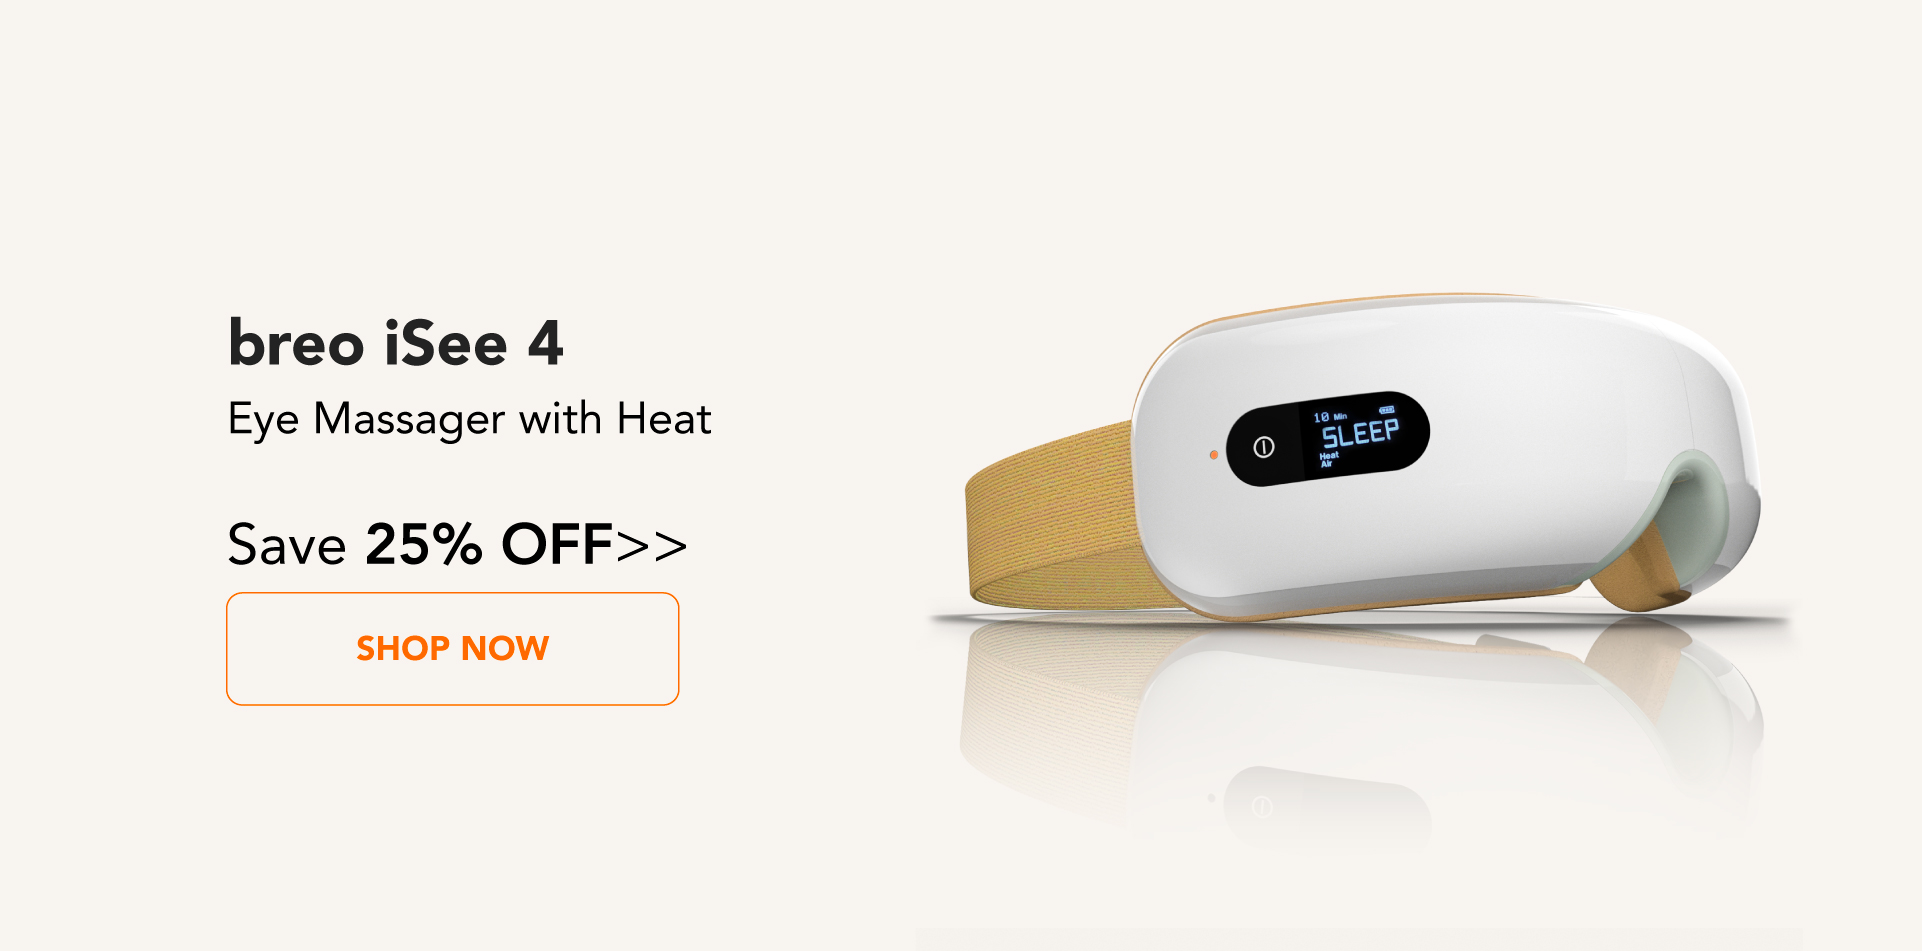 breo iSee 4
Eye Massager with Heat
Save 25% OFF>>
SHOP NOW
10 Min
SLEEP
Heat
Air